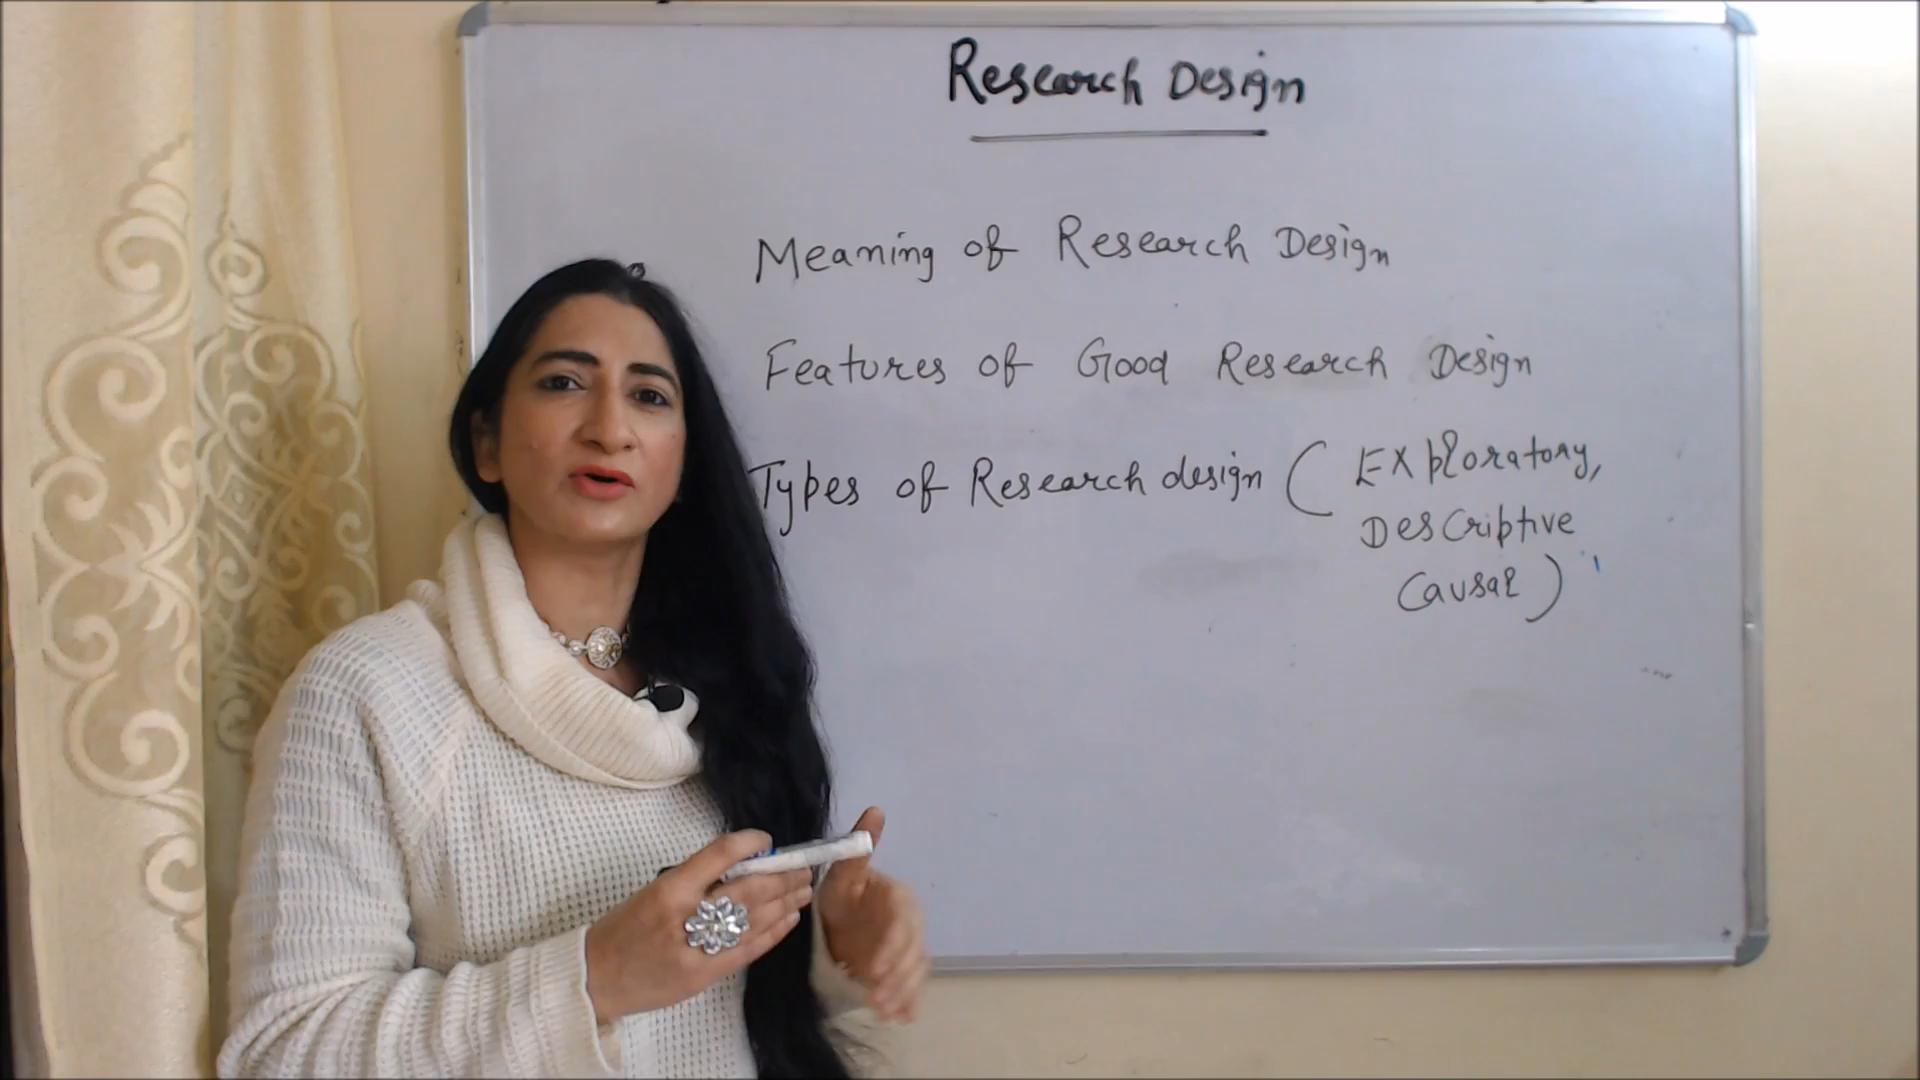 Research Design
Meaning of Research Design
Features of Good Research Design
Types of Research design ( Exploratory,
Descriptive
Causal )